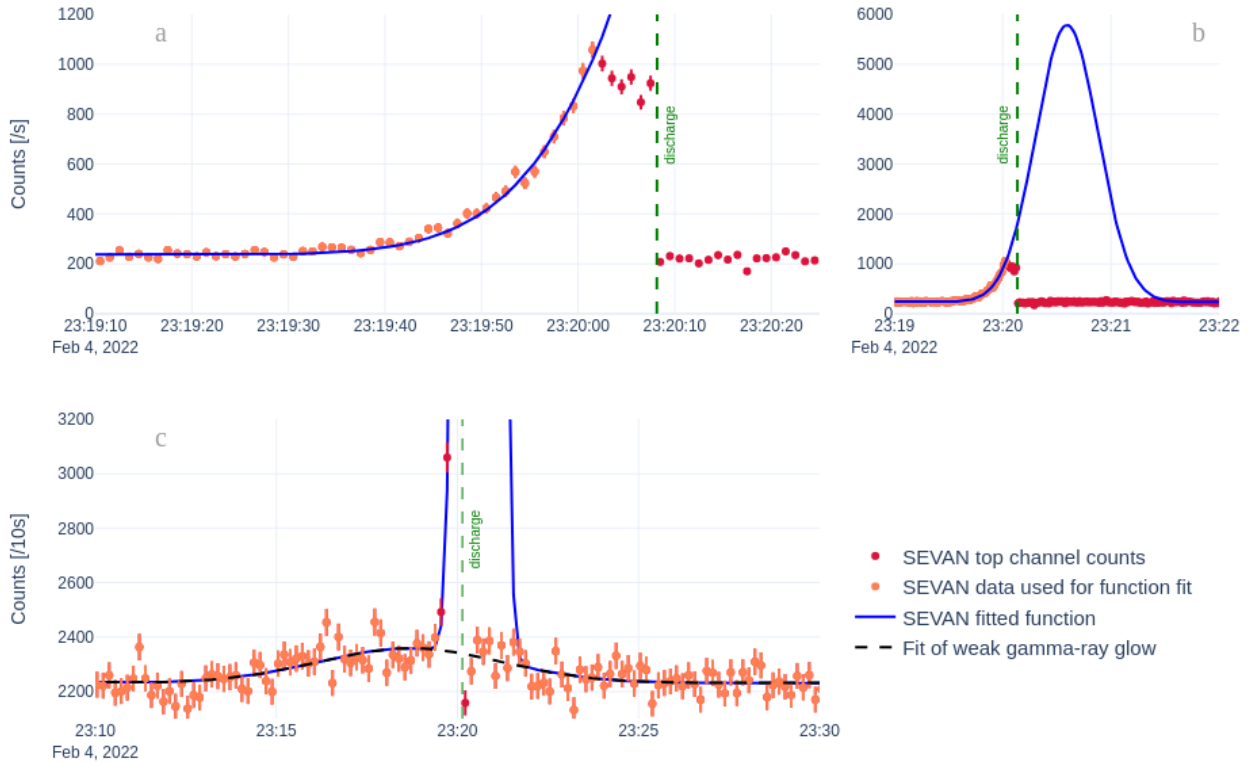 1200
1000
800
600
400
200
0
Counts [/s]
a
discharge
23:19:10
23:19:20
23:19:30
23:19:40
23:19:50
23:20:00
23:20:10
23:20:20
Feb 4, 2022
6000
5000
4000
3000
2000
1000
0
b
discharge
23:19
23:20
23:21
23:22
Feb 4, 2022
3200
3000
2800
2600
2400
2200
Counts [/10s]
c
discharge
23:10
23:15
23:20
23:25
23:30
Feb 4, 2022
SEVAN top channel counts
SEVAN data used for function fit
SEVAN fitted function
Fit of weak gamma-ray glow